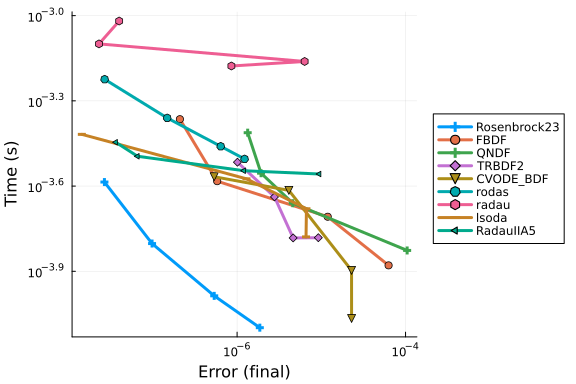 10^-3.0
10^-3.3
10^-3.6
10^-3.9
Time (s)
10^-6
10^-4
Error (final)
Rosenbrock23
FBDF
QNDF
TRBDF2
CVODE_BDF
rodas
radau
lsoda
RadauIIA5